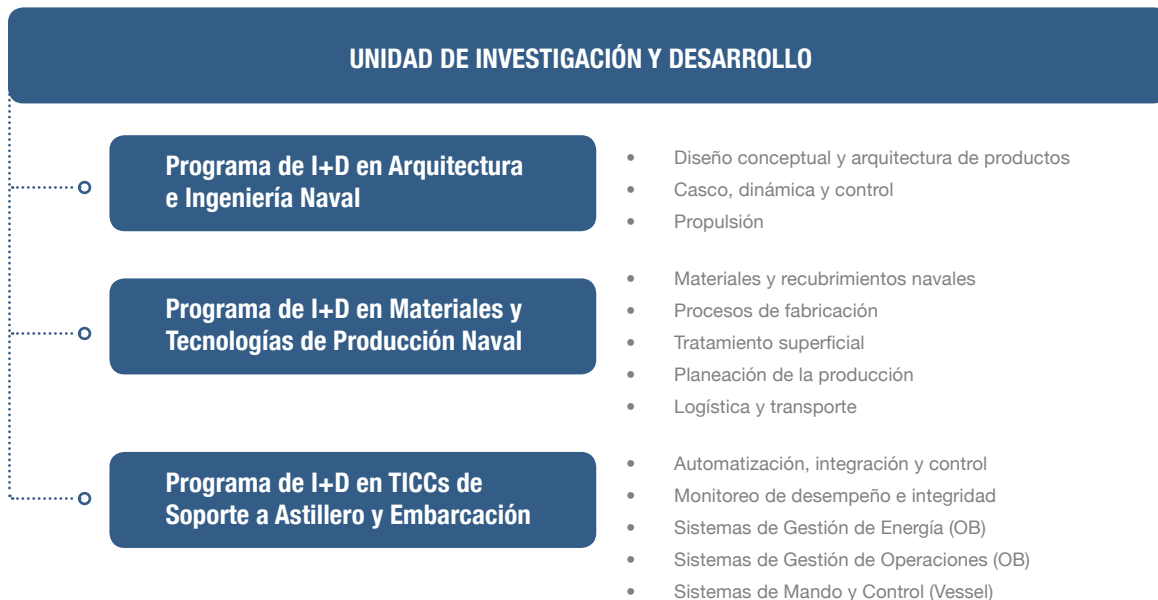 UNIDAD DE INVESTIGACIÓN Y DESARROLLO
Programa de I+D en Arquitectura
e Ingeniería Naval
• Diseño conceptual y arquitectura de productos
• Casco, dinámica y control
• Propulsión
Programa de I+D en Materiales y
Tecnologías de Producción Naval
• Materiales y recubrimientos navales
• Procesos de fabricación
• Tratamiento superficial
• Planeación de la producción
• Logística y transporte
Programa de I+D en TICCs de
Soporte a Astillero y Embarcación
• Automatización, integración y control
• Monitoreo de desempeño e integridad
• Sistemas de Gestión de Energía (OB)
• Sistemas de Gestión de Operaciones (OB)
• Sistemas de Mando y Control (Vessel)